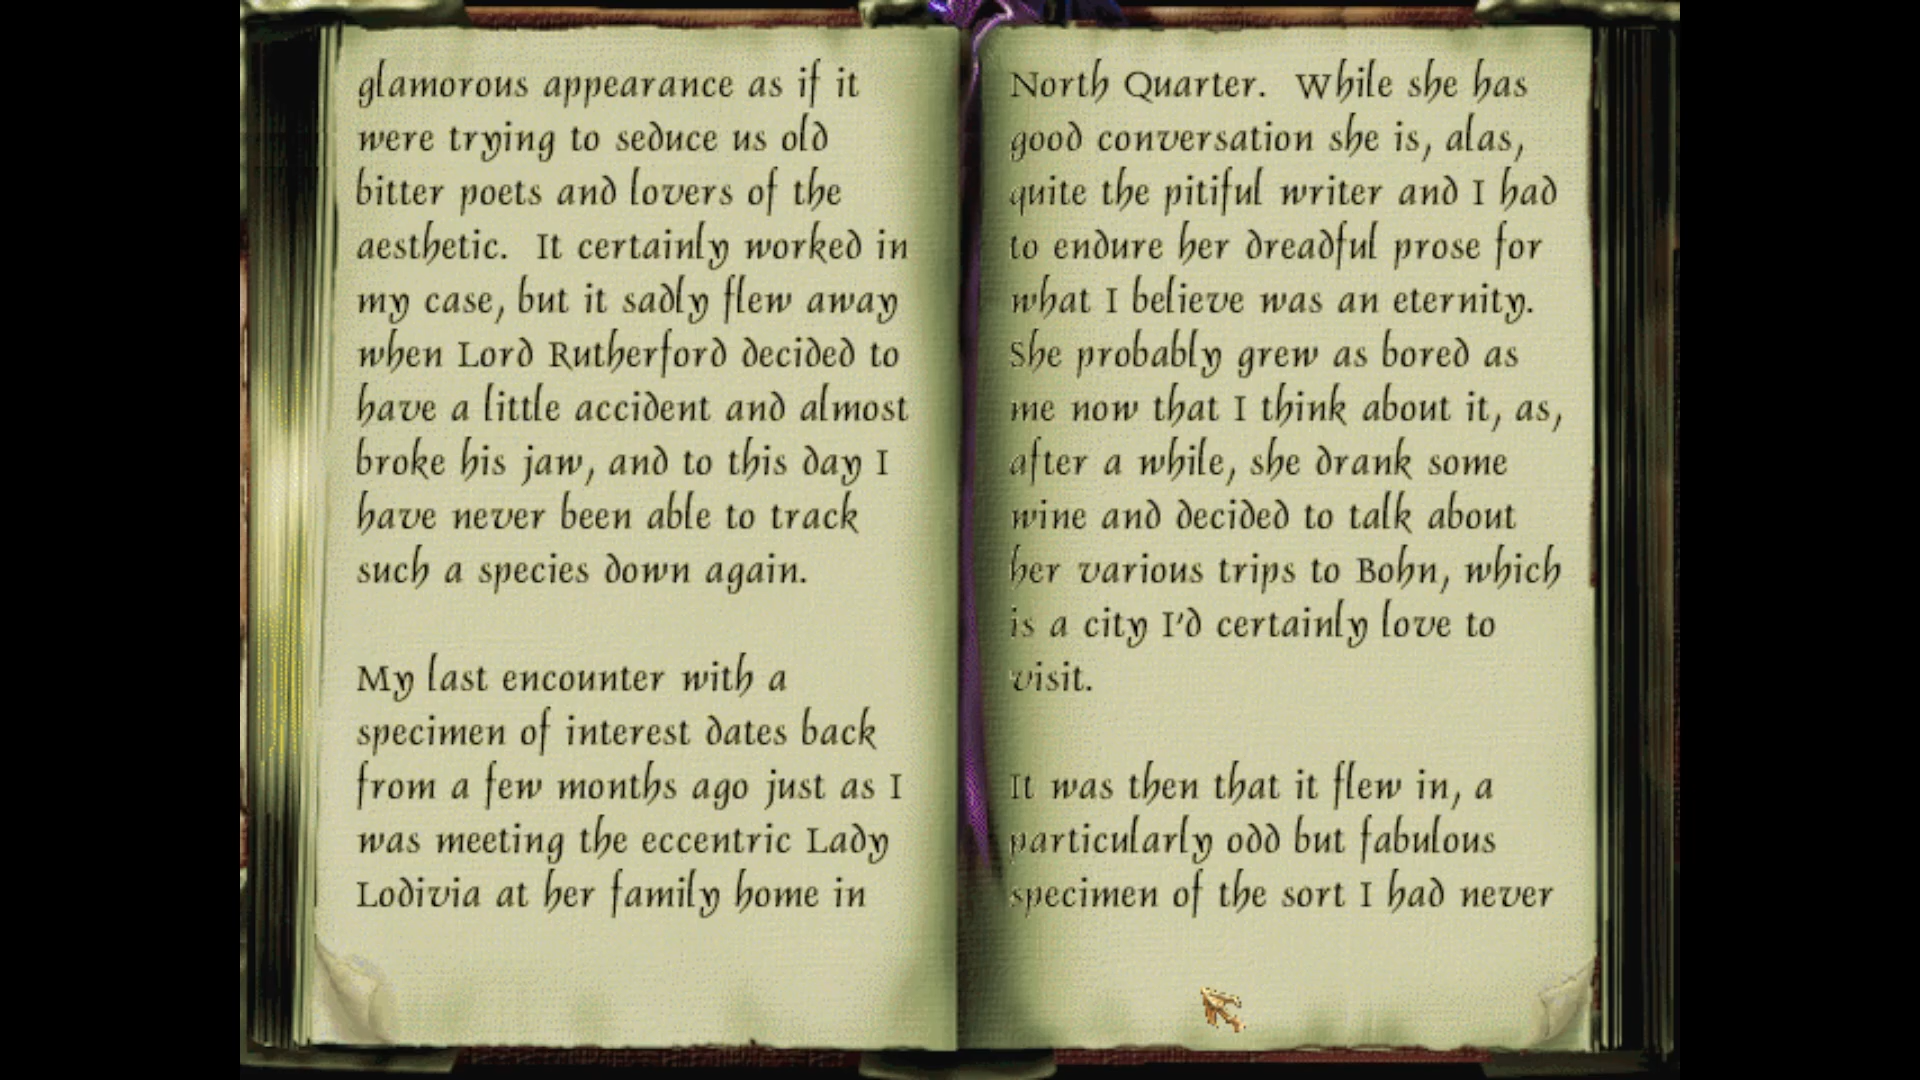 glamorous appearance as if it
were trying to seduce us old
bitter poets and lovers of the
aesthetic.  It certainly worked in
my case, but it sadly flew away
when Lord Rutherford decided to
have a little accident and almost
broke his jaw, and to this day I
have never been able to track
such a species down again.
My last encounter with a
specimen of interest dates back
from a few months ago just as I
was meeting the eccentric Lady
Lodivia at her family home in
North Quarter.  While she has
good conversation she is, alas,
quite the pitiful writer and I had
to endure her dreadful prose for
what I believe was an eternity.
She probably grew as bored as
me now that I think about it, as,
after a while, she drank some
wine and decided to talk about
her various trips to Bohn, which
is a city I'd certainly love to
visit.
It was then that it flew in, a
particularly odd but fabulous
specimen of the sort I had never